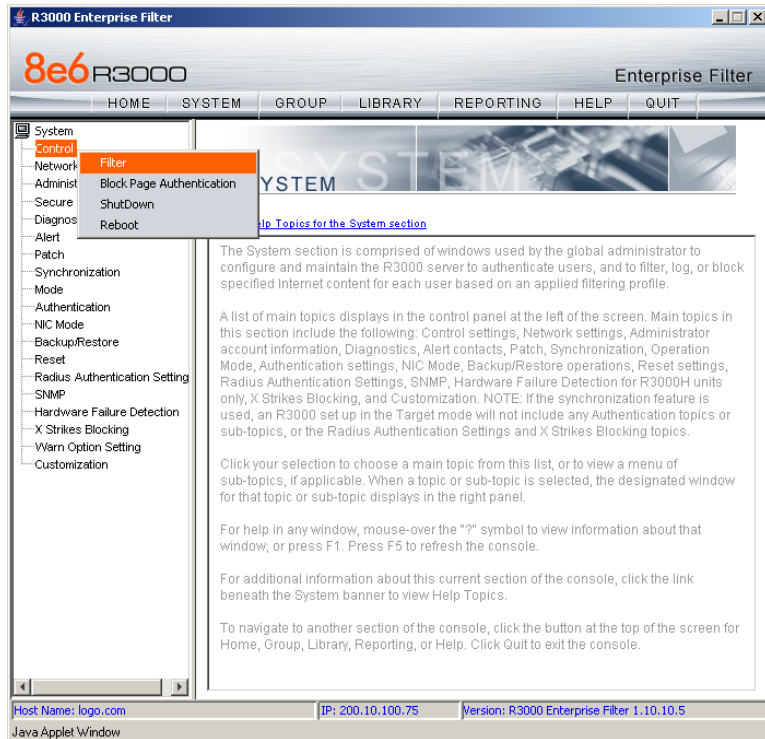 R3000 Enterprise Filter
8e6 R3000
Enterprise Filter
HOME SYSTEM GROUP LIBRARY REPORTING HELP QUIT
System
Control
Network
Administ
Secure
Diagnos
Alert
Patch
Synchronization
Mode
Authentication
NIC Mode
Backup/Restore
Reset
Radius Authentication Setting
SNMP
Hardware Failure Detection
X Strikes Blocking
Warn Option Setting
Customization
Filter
Block Page Authentication
ShutDown
Reboot
SYSTEM
YSTEM
Help Topics for the System section
The System section is comprised of windows used by the global administrator to
configure and maintain the R3000 server to authenticate users, and to filter, log, or block
specified Internet content for each user based on an applied filtering profile.
A list of main topics displays in the control panel at the left of the screen. Main topics in
this section include the following: Control settings, Network settings, Administrator
account information, Diagnostics, Alert contacts, Patch, Synchronization, Operation
Mode, Authentication settings, NIC Mode, Backup/Restore operations, Reset settings,
Radius Authentication Settings, SNMP, Hardware Failure Detection for R3000H units
only, X Strikes Blocking, and Customization. NOTE: If the synchronization feature is
used, an R3000 set up in the Target mode will not include any Authentication topics or
sub-topics, or the Radius Authentication Settings and X Strikes Blocking topics.
Click your selection to choose a main topic from this list, or to view a menu of
sub-topics, if applicable. When a topic or sub-topic is selected, the designated window
for that topic or sub-topic displays in the right panel.
For help in any window, mouse-over the "?" symbol to view information about that
window, or press F1. Press F5 to refresh the console.
For additional information about this current section of the console, click the link
beneath the System banner to view Help Topics.
To navigate to another section of the console, click the button at the top of the screen for
Home, Group, Library, Reporting, or Help. Click Quit to exit the console.
Host Name: logo.com
IP: 200.10.100.75
Version: R3000 Enterprise Filter 1.10.10.5
Java Applet Window